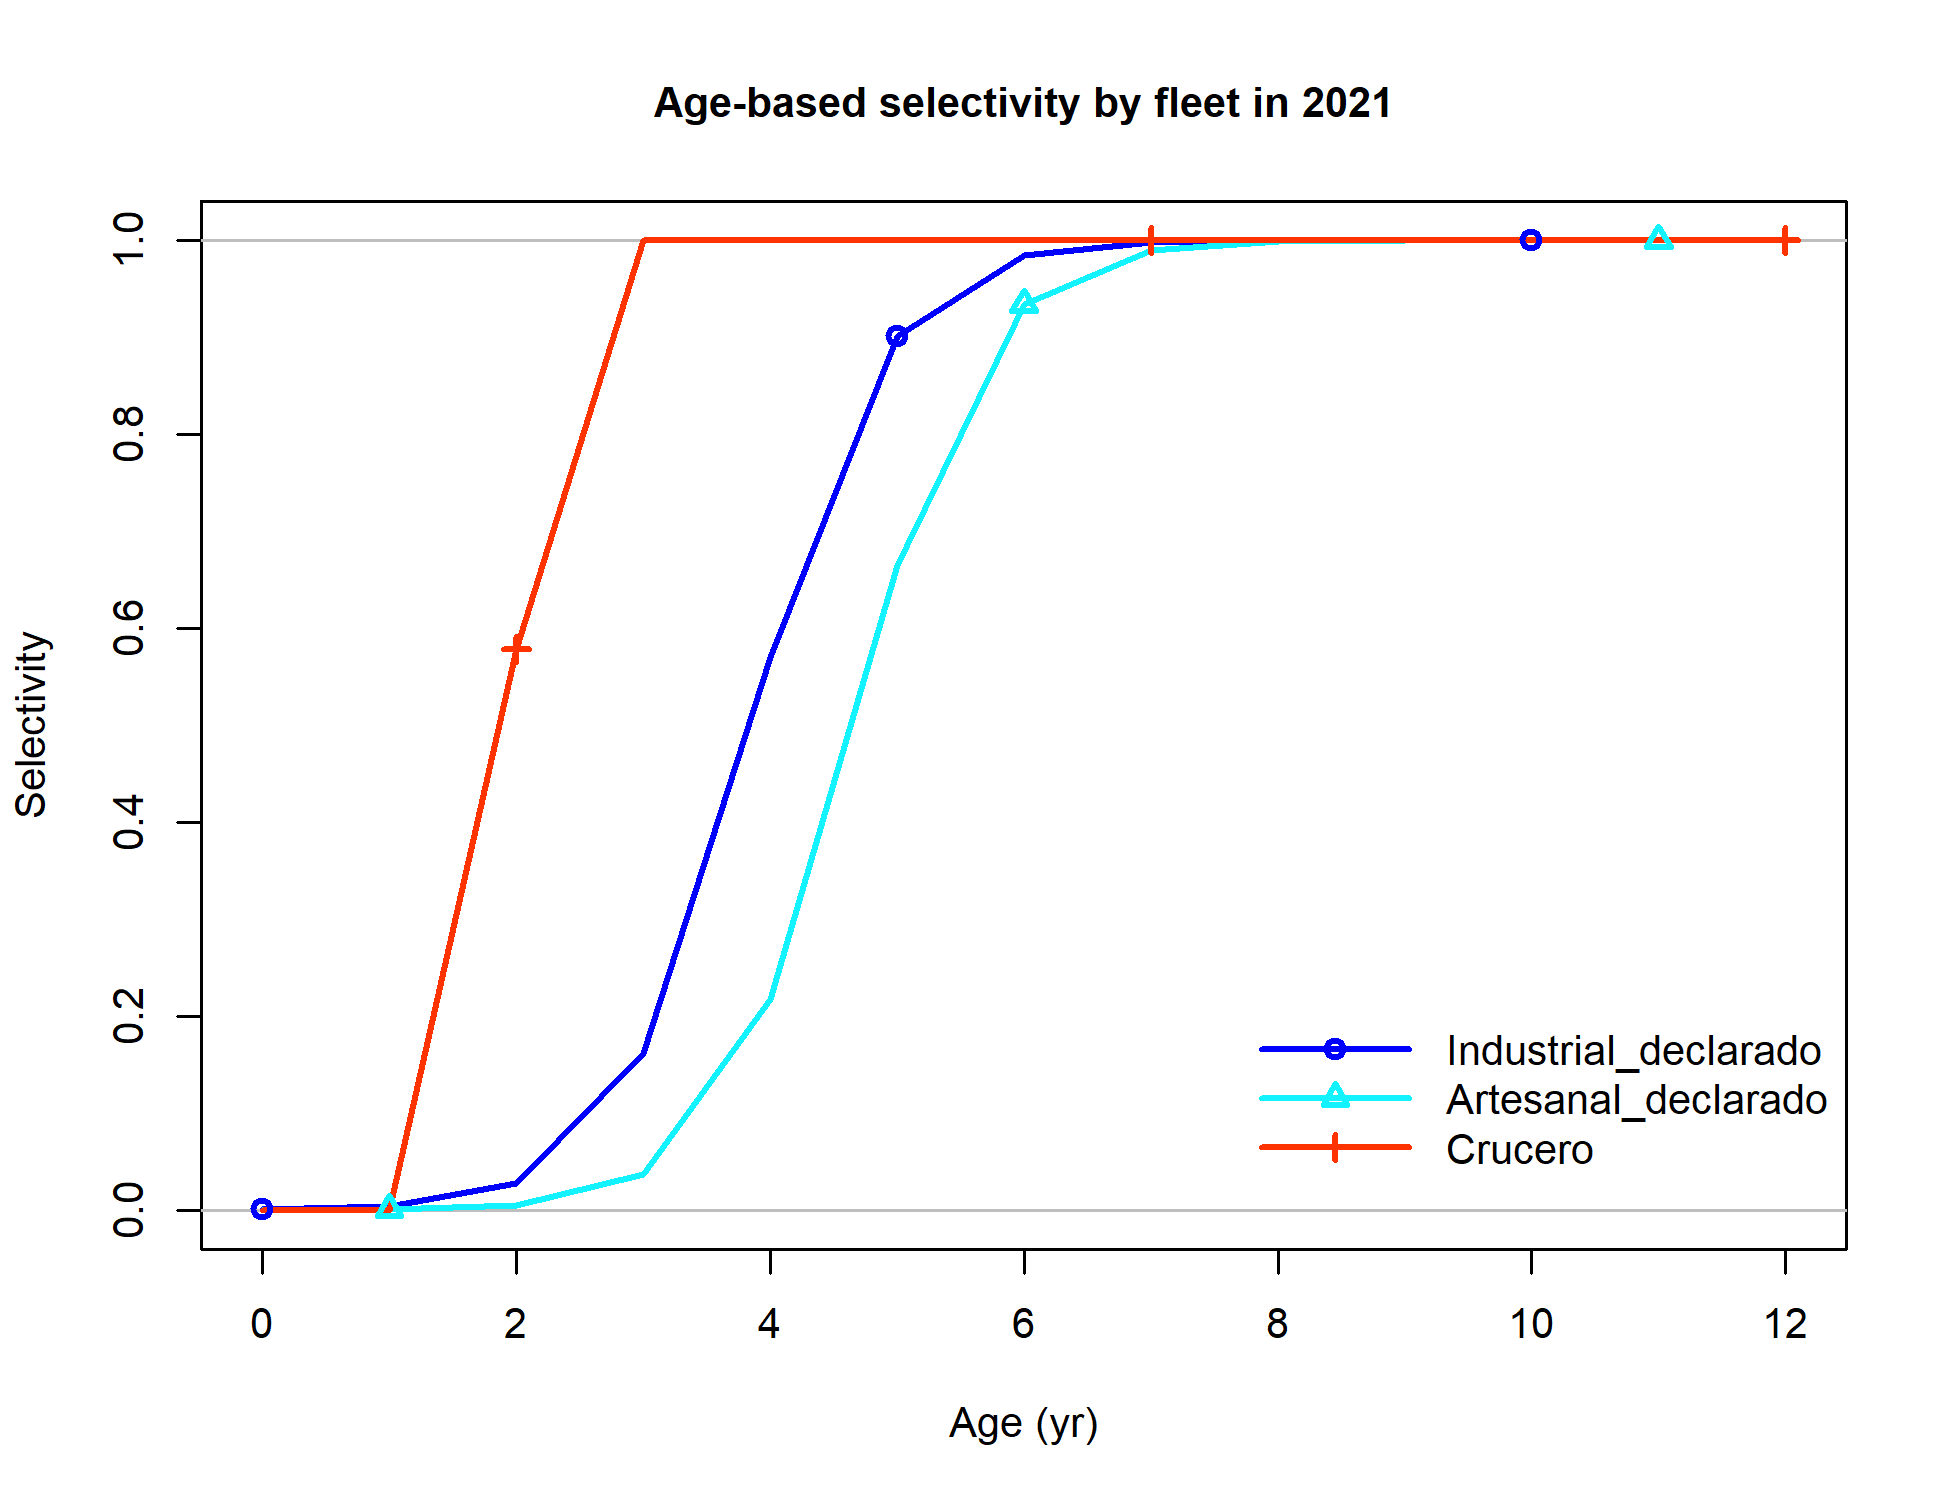 Age-based selectivity by fleet in 2021
Selectivity
1.0
0.8
0.6
0.4
0.2
0.0
Industrial_declarado
Artesanal_declarado
Crucero
0 2 4 6 8 10 12
Age (yr)